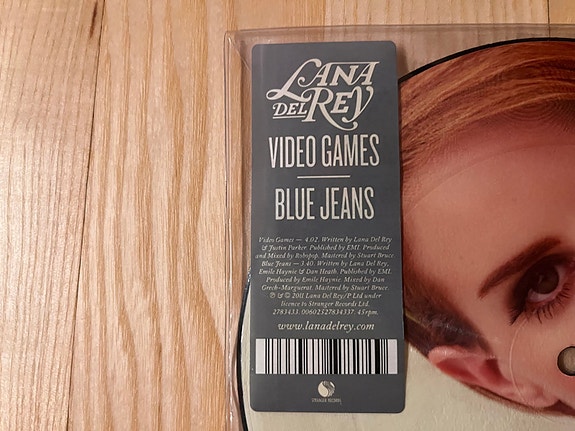 LANA
DEL REY
VIDEO GAMES
BLUE JEANS
Video Games — 4.02. Written by Lana Del Rey
& Justin Parker. Published by EMI. Produced
and Mixed by Robopop. Mastered by Stuart Bruce.
Blue Jeans — 3.40. Written by Lana Del Rey,
Emile Haynie & Dan Heath. Published by EMI.
Produced by Emile Haynie. Mixed by Dan
Grech-Marguerat. Mastered by Stuart Bruce.
℗ & © 2011 Lana Del Rey/P Ltd under
licence to Stranger Records Ltd.
2783433. 00602527834337. 45rpm.
www.lanadelrey.com
STRANGER RECORDS